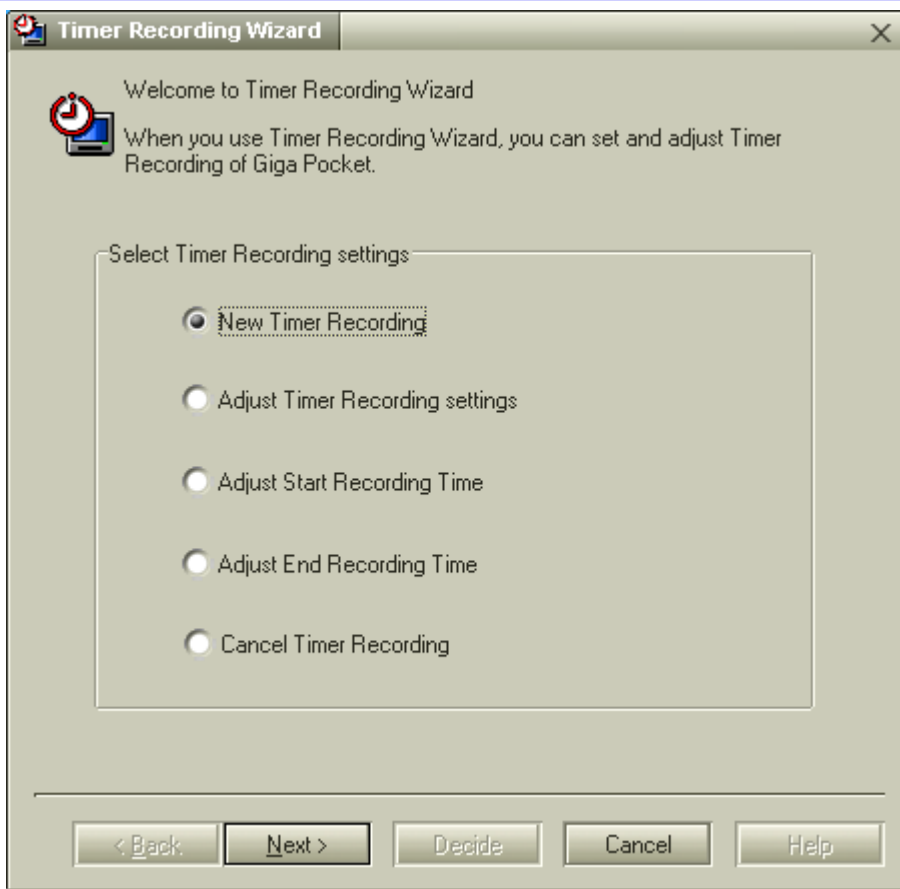 Timer Recording Wizard
Welcome to Timer Recording Wizard
When you use Timer Recording Wizard, you can set and adjust Timer
Recording of Giga Pocket.
Select Timer Recording settings
New Timer Recording
Adjust Timer Recording settings
Adjust Start Recording Time
Adjust End Recording Time
Cancel Timer Recording
< Back Next > Decide Cancel Help